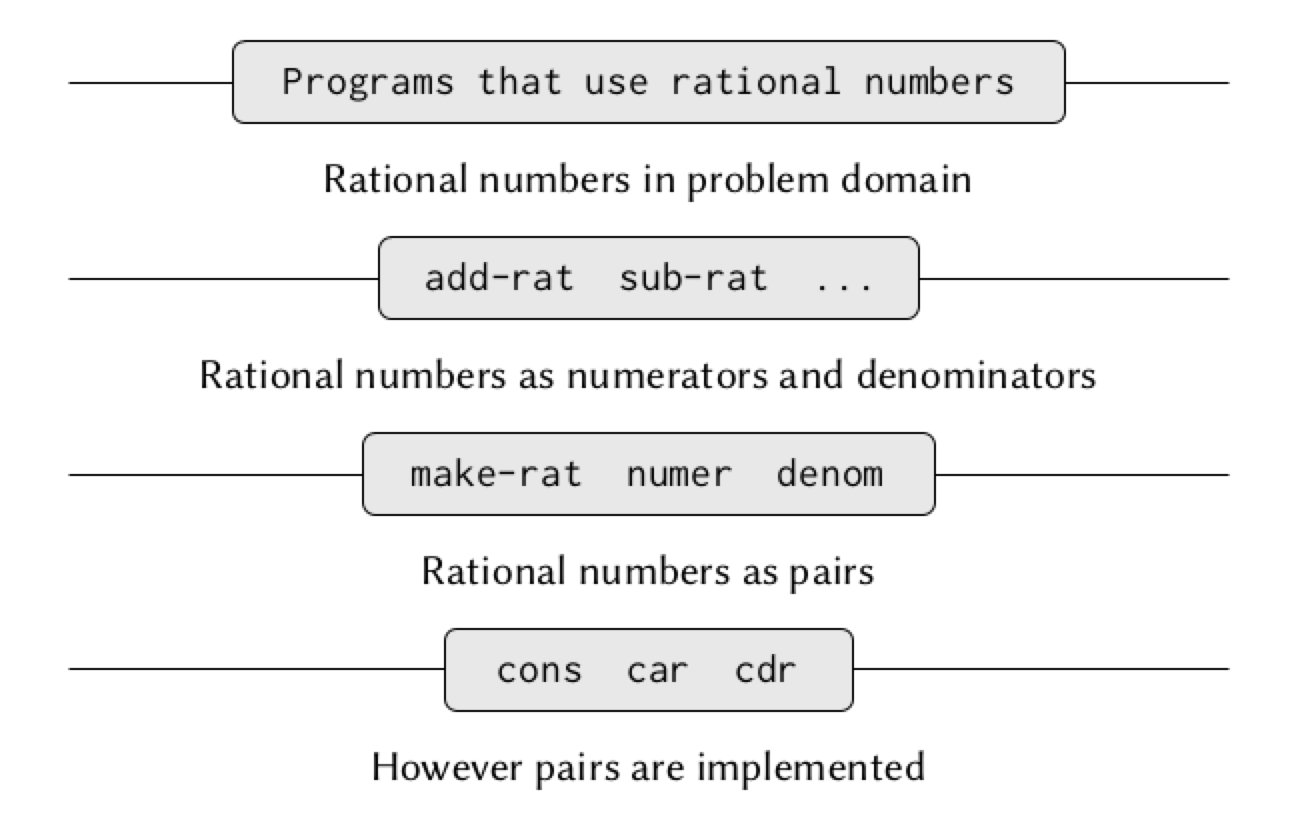 Programs that use rational numbers
Rational numbers in problem domain
add-rat sub-rat ...
Rational numbers as numerators and denominators
make-rat numer denom
Rational numbers as pairs
cons car cdr
However pairs are implemented